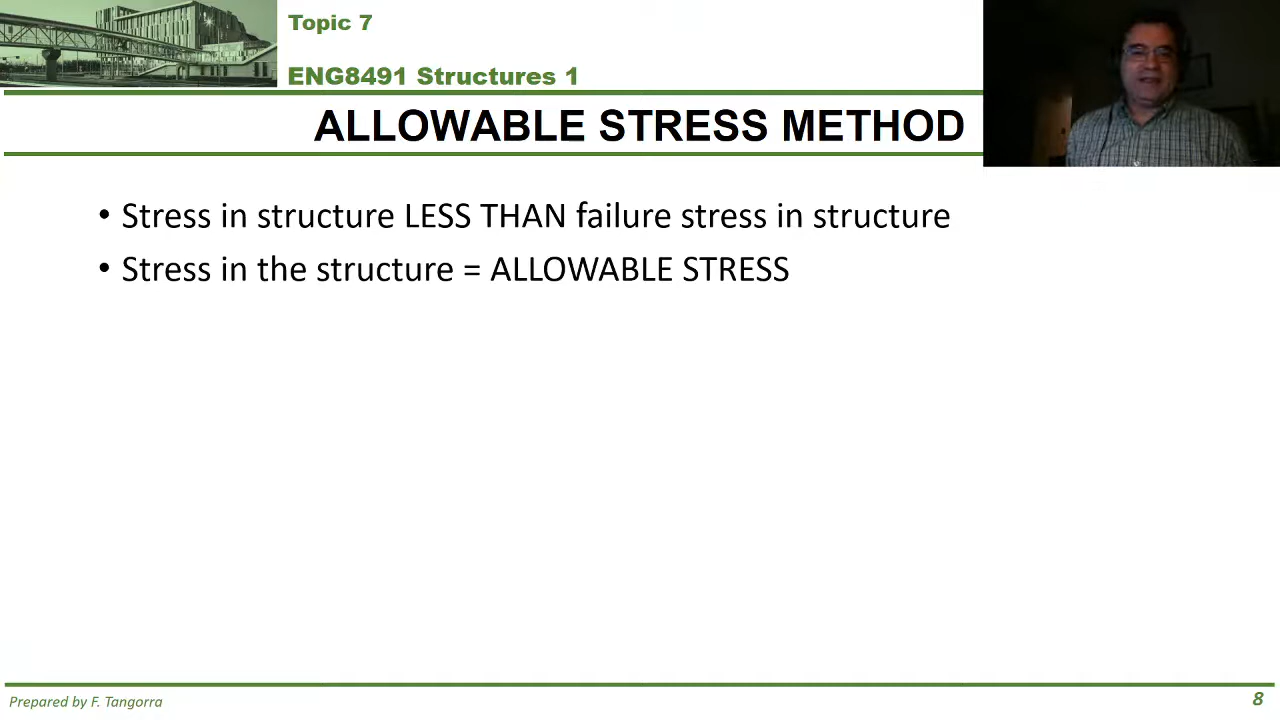 Topic 7
ENG8491 Structures 1
ALLOWABLE STRESS METHOD
• Stress in structure LESS THAN failure stress in structure
• Stress in the structure = ALLOWABLE STRESS
Prepared by F. Tangorra
8